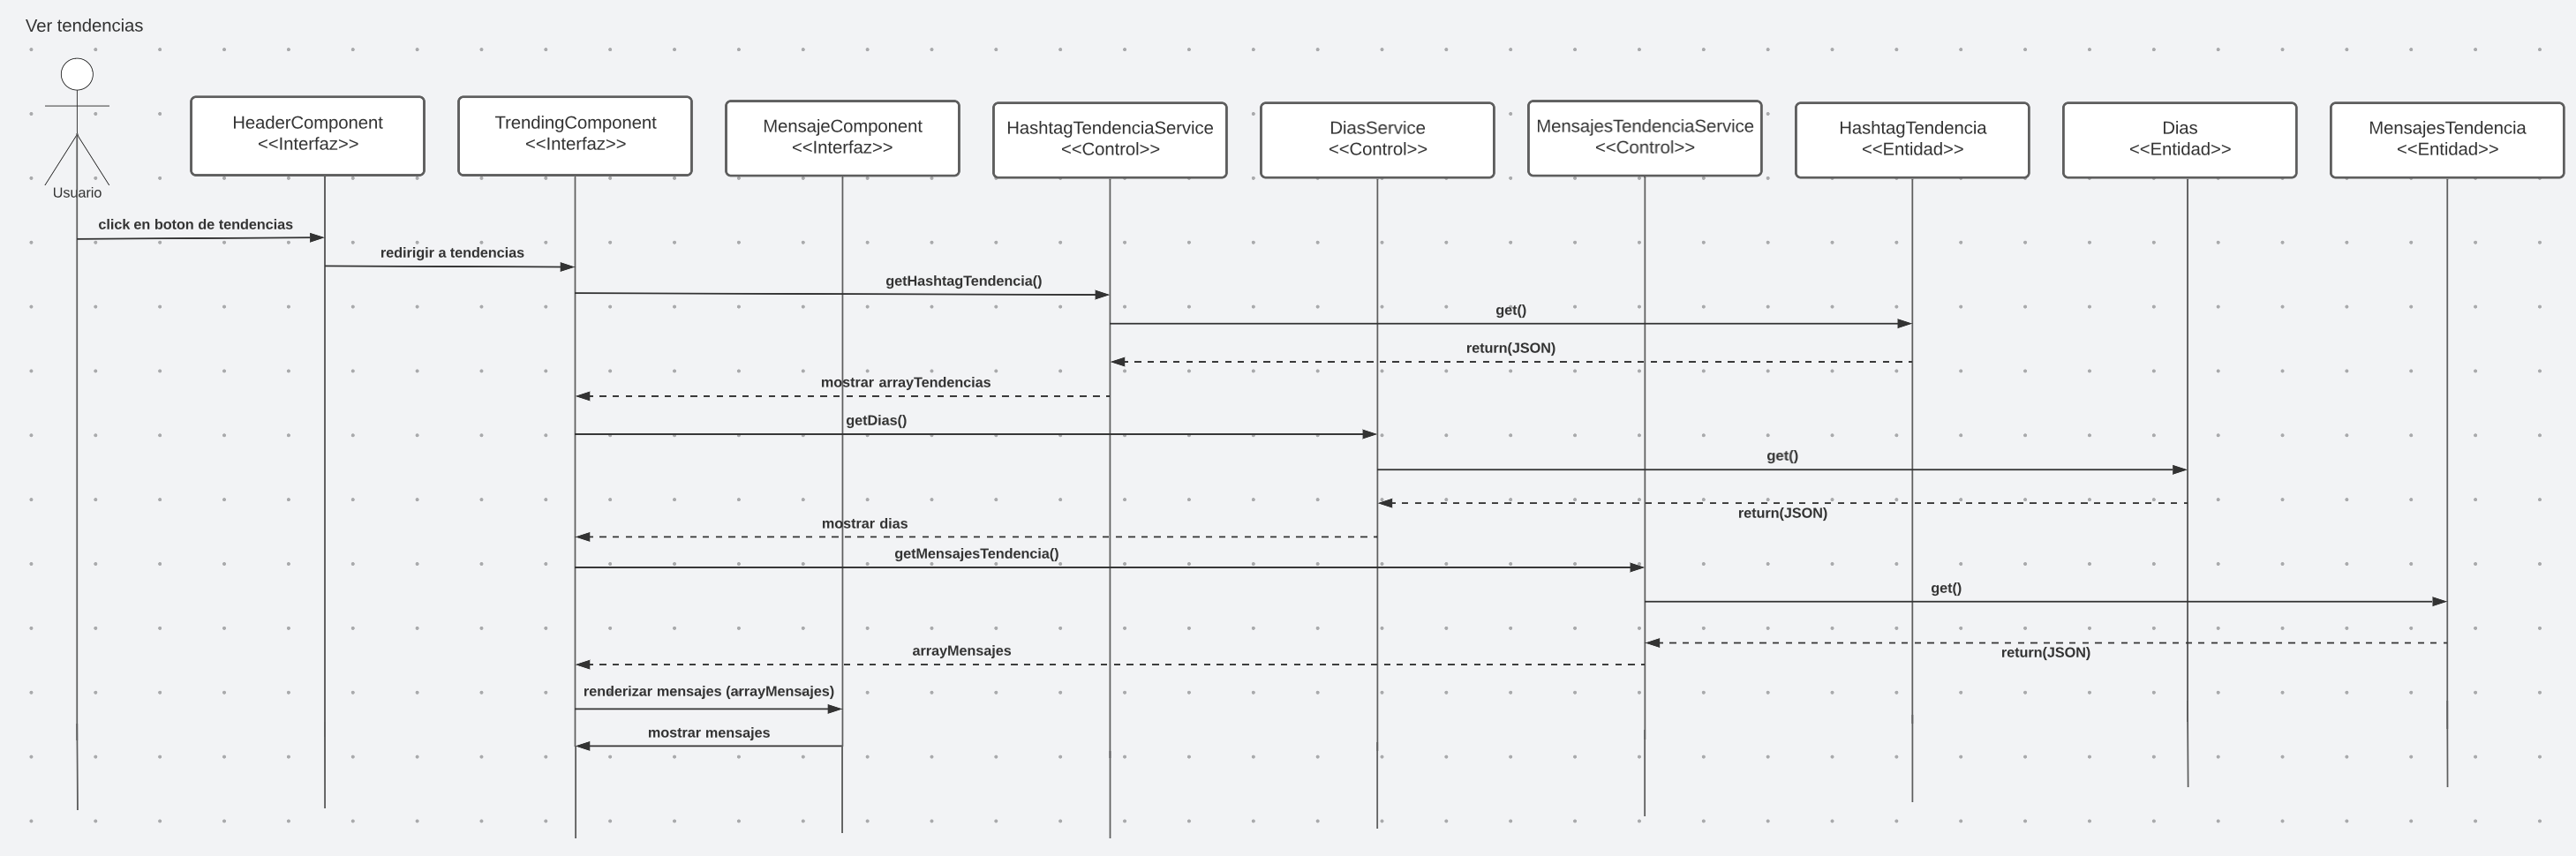 Ver tendencias
Usuario
HeaderComponent
<<Interfaz>>
TrendingComponent
<<Interfaz>>
MensajeComponent
<<Interfaz>>
HashtagTendenciaService
<<Control>>
DiasService
<<Control>>
MensajesTendenciaService
<<Control>>
HashtagTendencia
<<Entidad>>
Dias
<<Entidad>>
MensajesTendencia
<<Entidad>>
click en boton de tendencias
redirigir a tendencias
getHashtagTendencia()
get()
return(JSON)
mostrar arrayTendencias
getDias()
get()
return(JSON)
mostrar dias
getMensajesTendencia()
get()
return(JSON)
arrayMensajes
renderizar mensajes (arrayMensajes)
mostrar mensajes